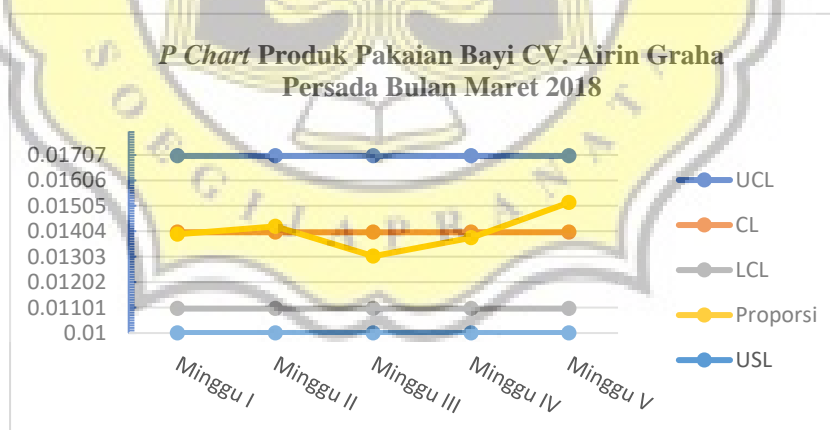 P Chart Produk Pakaian Bayi CV. Airin Graha
Persada Bulan Maret 2018
SOEGIJAPRANATA
0.01707
0.01606
0.01505
0.01404
0.01303
0.01202
0.01101
0.01
UCL
CL
LCL
Proporsi
USL
Minggu I
Minggu II
Minggu III
Minggu IV
Minggu V